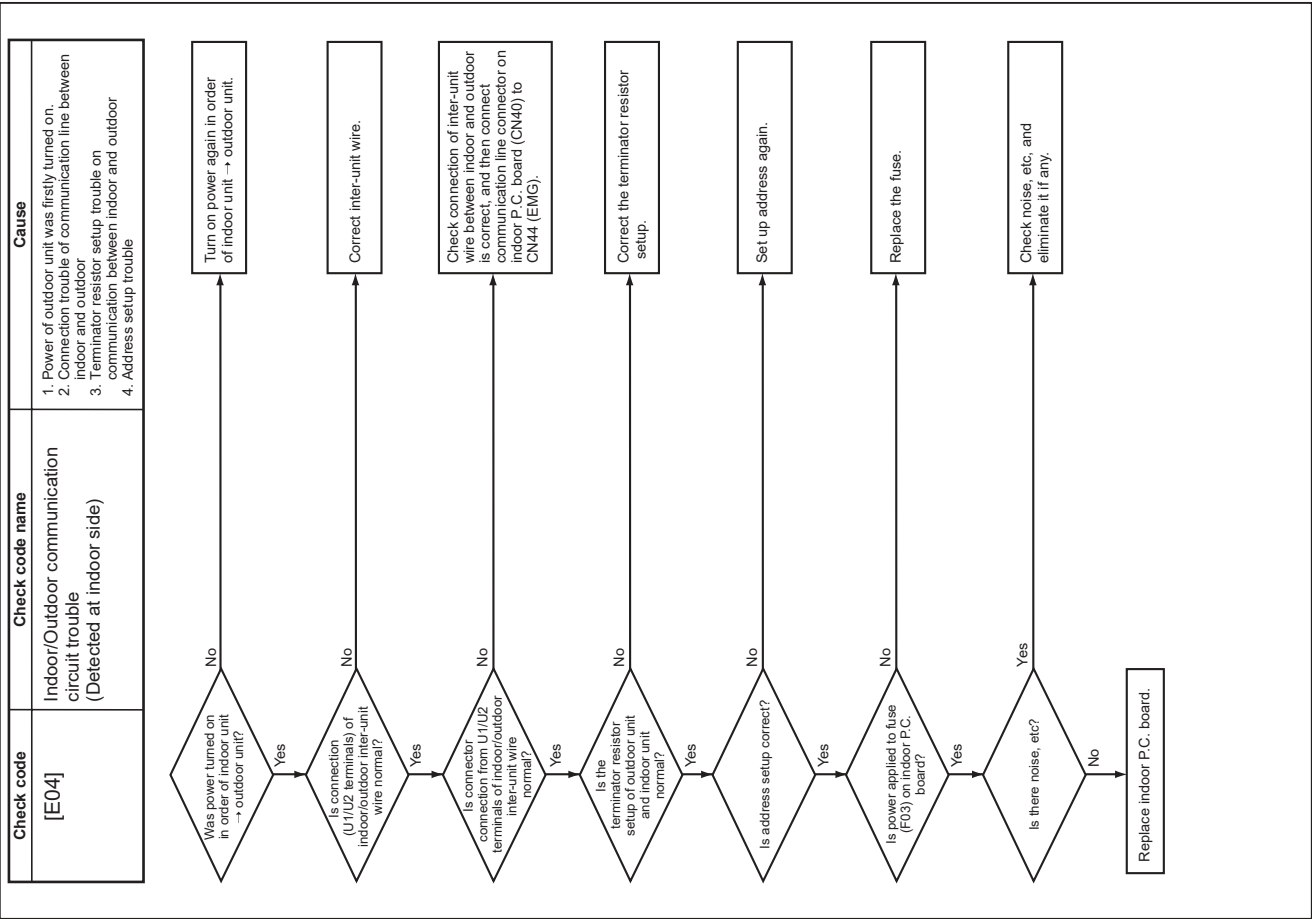 Check code
Check code name
Cause
[E04]
Indoor/Outdoor communication
circuit trouble
(Detected at indoor side)
1. Power of outdoor unit was firstly turned on.
2. Connection trouble of communication line between
indoor and outdoor
3. Terminator resistor setup trouble on
communication between indoor and outdoor
4. Address setup trouble
Was power turned on
in order of indoor unit
→ outdoor unit?
No
Turn on power again in order
of indoor unit → outdoor unit.
Yes
Is connection
(U1/U2 terminals) of
indoor/outdoor inter-unit
wire normal?
No
Correct inter-unit wire.
Yes
Is connector
connection from U1/U2
terminals of indoor/outdoor
inter-unit wire
normal?
No
Check connection of inter-unit
wire between indoor and outdoor
is correct, and then connect
communication line connector on
indoor P.C. board (CN40) to
CN44 (EMG).
Yes
Is the
terminator resistor
setup of outdoor unit
and indoor unit
normal?
No
Correct the terminator resistor
setup.
Yes
Is address setup correct?
No
Set up address again.
Yes
Is power applied to fuse
(F03) on indoor P.C.
board?
No
Replace the fuse.
Yes
Is there noise, etc?
Yes
Check noise, etc, and
eliminate it if any.
No
Replace indoor P.C. board.